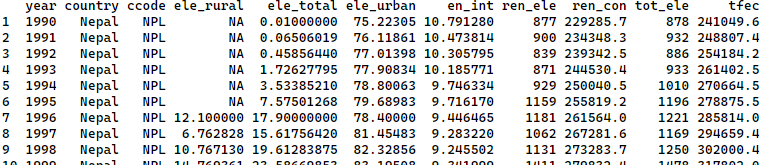 year country ccode ele_rural ele_total ele_urban en_int ren_ele ren_con tot_ele tfec
1 1990 Nepal NPL NA 0.01000000 75.22305 10.791280 877 229285.7 878 241049.6
2 1991 Nepal NPL NA 0.06506019 76.11861 10.473814 900 234348.3 932 248807.4
3 1992 Nepal NPL NA 0.45856440 77.01398 10.305795 839 239342.5 886 254184.2
4 1993 Nepal NPL NA 1.72627795 77.90834 10.185771 871 244530.4 933 261402.5
5 1994 Nepal NPL NA 3.53385210 78.80063 9.746334 929 250040.5 1010 270664.5
6 1995 Nepal NPL NA 7.57501268 79.68983 9.716170 1159 255819.2 1196 278875.5
7 1996 Nepal NPL 12.100000 17.90000000 80.40000 9.446465 1181 261564.0 1221 285814.0
8 1997 Nepal NPL 6.762828 15.61756420 81.45483 9.283220 1062 267281.6 1169 294659.4
9 1998 Nepal NPL 10.767130 19.61283875 82.32856 9.245502 1131 273283.7 1250 302000.4